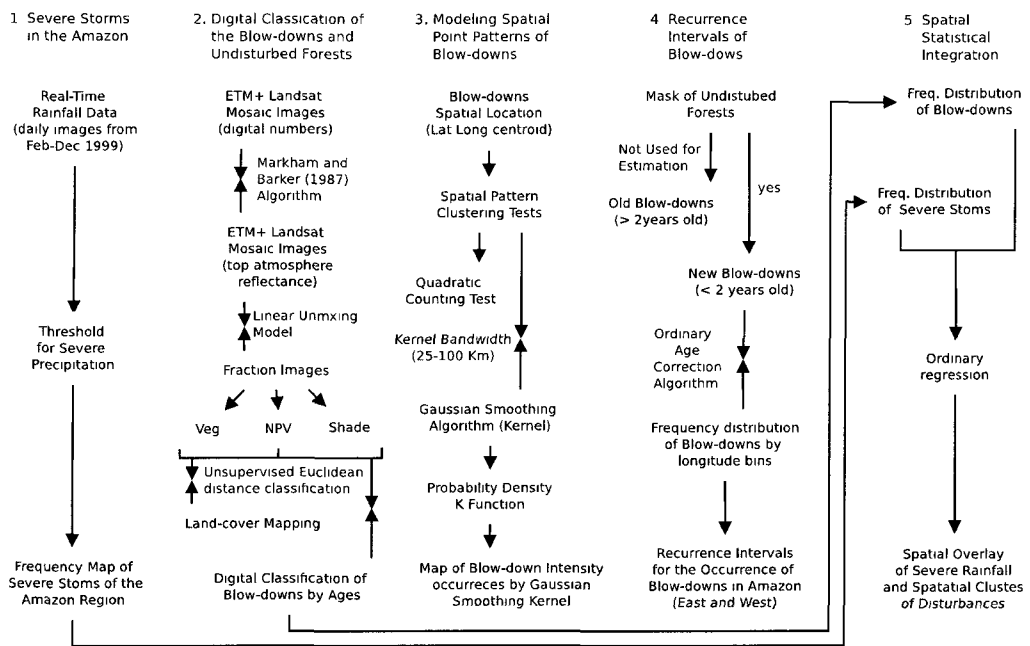 1 Severe Storms
in the Amazon
Real-Time
Rainfall Data
(daily images from
Feb-Dec 1999)
Threshold
for Severe
Precipitation
Frequency Map of
Severe Stoms of the
Amazon Region
2. Digital Classification of
the Blow-downs and
Undisturbed Forests
ETM+ Landsat
Mosaic Images
(digital numbers)
Markham and
Barker (1987)
Algorithm
ETM+ Landsat
Mosaic Images
(top atmosphere
reflectance)
Linear Unmxing
Model
Fraction Images
Veg NPV Shade
Unsupervised Euclidean
distance classification
Land-cover Mapping
Digital Classification of
Blow-downs by Ages
3. Modeling Spatial
Point Patterns of
Blow-downs
Blow-downs
Spatial Location
(Lat Long centroid)
Spatial Pattern
Clustering Tests
Quadratic
Counting Test
Kernel Bandwidth
(25-100 Km)
Gaussian Smoothing
Algorithm (Kernel)
Probability Density
K Function
Map of Blow-down Intensity
occurreces by Gaussian
Smoothing Kernel
4 Recurrence
Intervals of
Blow-dows
Mask of Undistubed
Forests
Not Used for
Estimation
yes
Old Blow-downs
(> 2years old)
New Blow-downs
(< 2 years old)
Ordinary
Age
Correction
Algorithm
Frequency distribution
of Blow-downs by
longitude bins
Recurrence Intervals
for the Occurrence of
Blow-downs in Amazon
(East and West)
5 Spatial
Statistical
Integration
Freq. Distribution
of Blow-downs
Freq. Distribution
of Severe Stoms
Ordinary
regression
Spatial Overlay
of Severe Rainfall
and Spatatial Clustes
of Disturbances